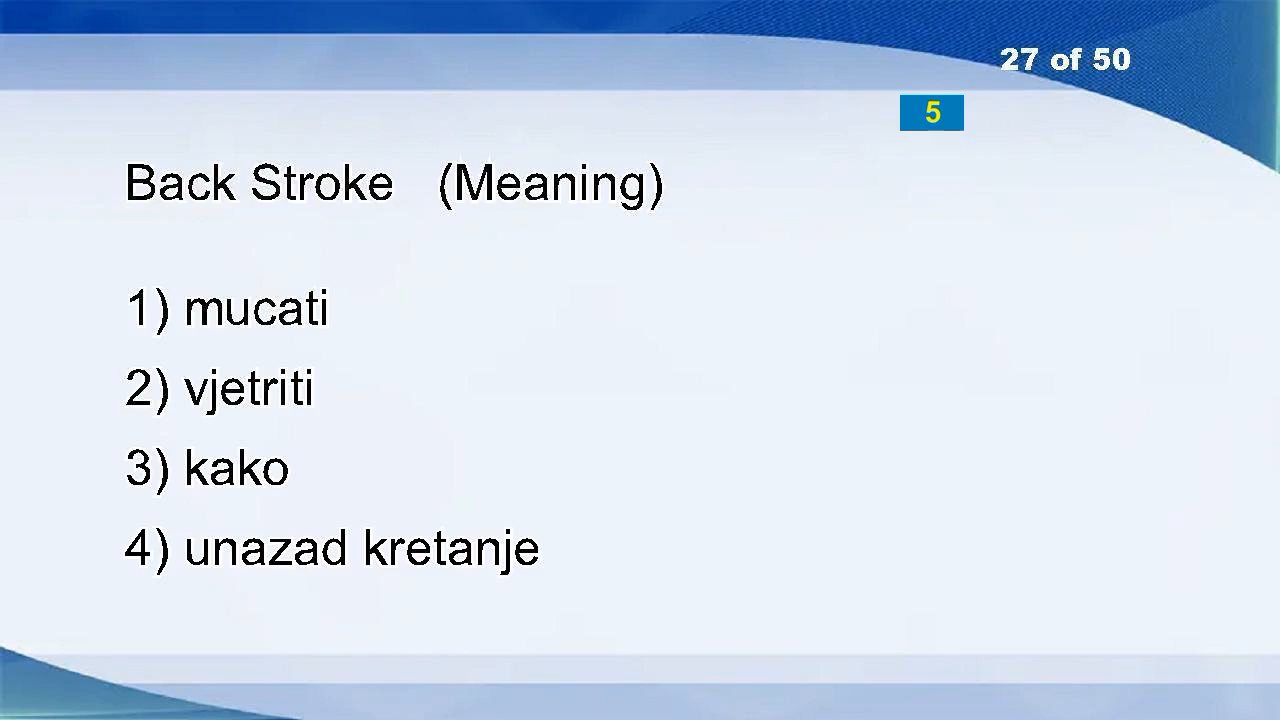 27 of 50
5
Back Stroke (Meaning)
1) mucati
2) vjetriti
3) kako
4) unazad kretanje